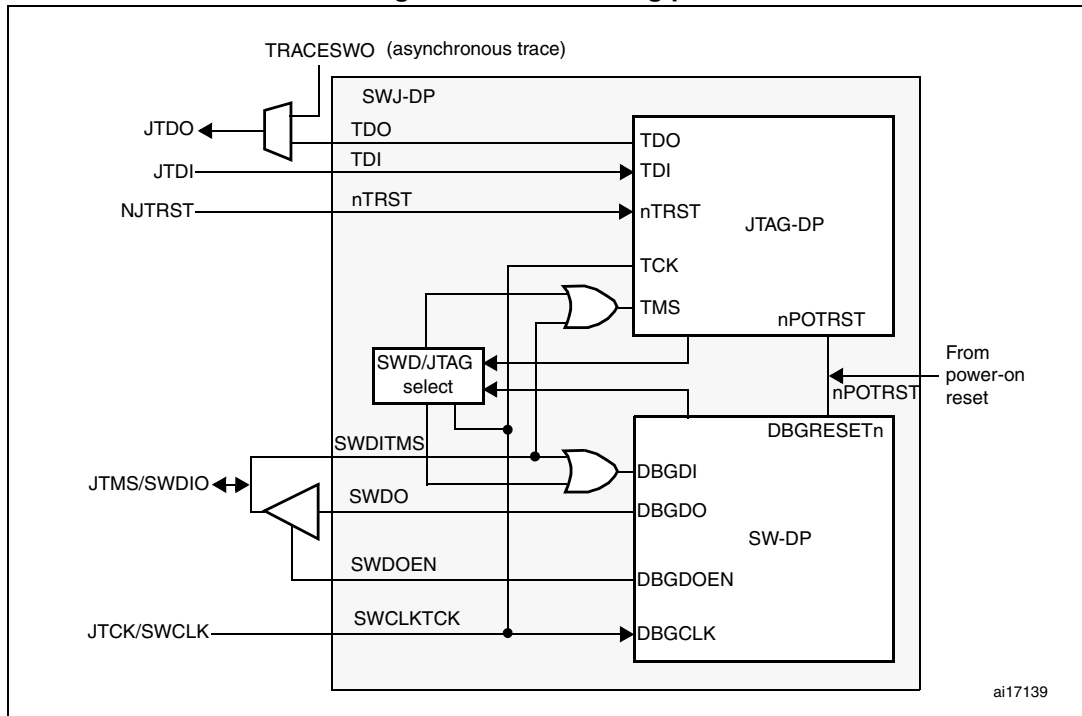 TRACESWO (asynchronous trace)
SWJ-DP
JTDO
TDO
TDO
JTDI
TDI
TDI
NJTRST
nTRST
nTRST
JTAG-DP
TCK
TMS
nPOTRST
SWD/JTAG
select
From
power-on
reset
nPOTRST
DBGRESETn
SWDITMS
DBGDI
JTMS/SWDIO
SWDO
DBGDO
SW-DP
SWDOEN
DBGDOEN
JTCK/SWCLK
SWCLKTCK
DBGCLK
ai17139